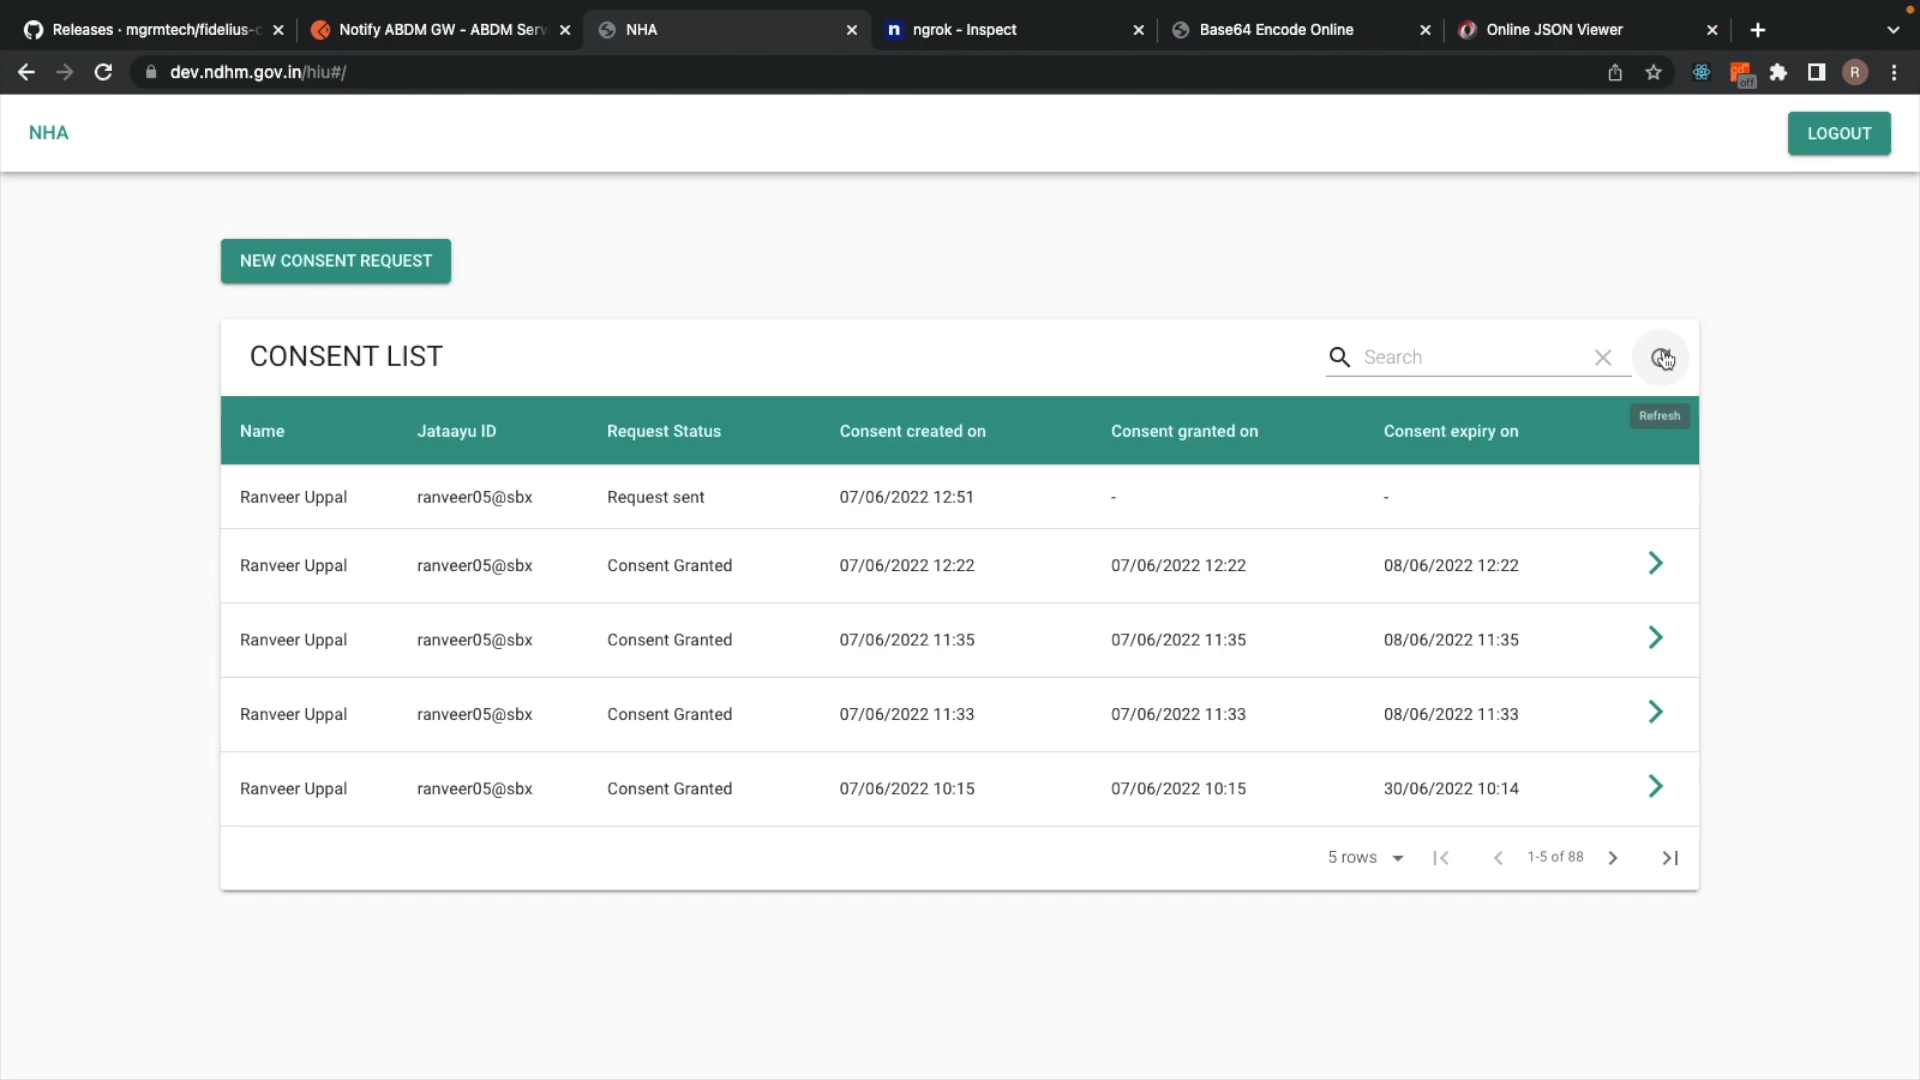 Releases · mgrmtech/fidelius-c
Notify ABDM GW - ABDM Serv
NHA
ngrok - Inspect
Base64 Encode Online
Online JSON Viewer
dev.ndhm.gov.in/hiu#/
off
R
NHA
LOGOUT
NEW CONSENT REQUEST
CONSENT LIST
Search
Refresh
Name Jataayu ID Request Status Consent created on Consent granted on Consent expiry on
Ranveer Uppal ranveer05@sbx Request sent 07/06/2022 12:51 - -
Ranveer Uppal ranveer05@sbx Consent Granted 07/06/2022 12:22 07/06/2022 12:22 08/06/2022 12:22
Ranveer Uppal ranveer05@sbx Consent Granted 07/06/2022 11:35 07/06/2022 11:35 08/06/2022 11:35
Ranveer Uppal ranveer05@sbx Consent Granted 07/06/2022 11:33 07/06/2022 11:33 08/06/2022 11:33
Ranveer Uppal ranveer05@sbx Consent Granted 07/06/2022 10:15 07/06/2022 10:15 30/06/2022 10:14
5 rows 1-5 of 88